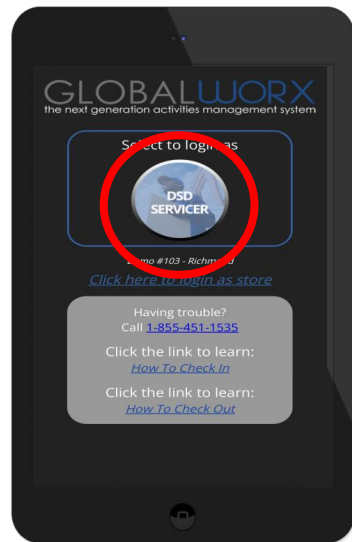 GLOBALWORX
the next generation activities management system
Select to login as
DSD
SERVICER
Demo #103 - Richmond
Click here to login as store
Having trouble?
Call 1-855-451-1535
Click the link to learn:
How To Check In
Click the link to learn:
How To Check Out